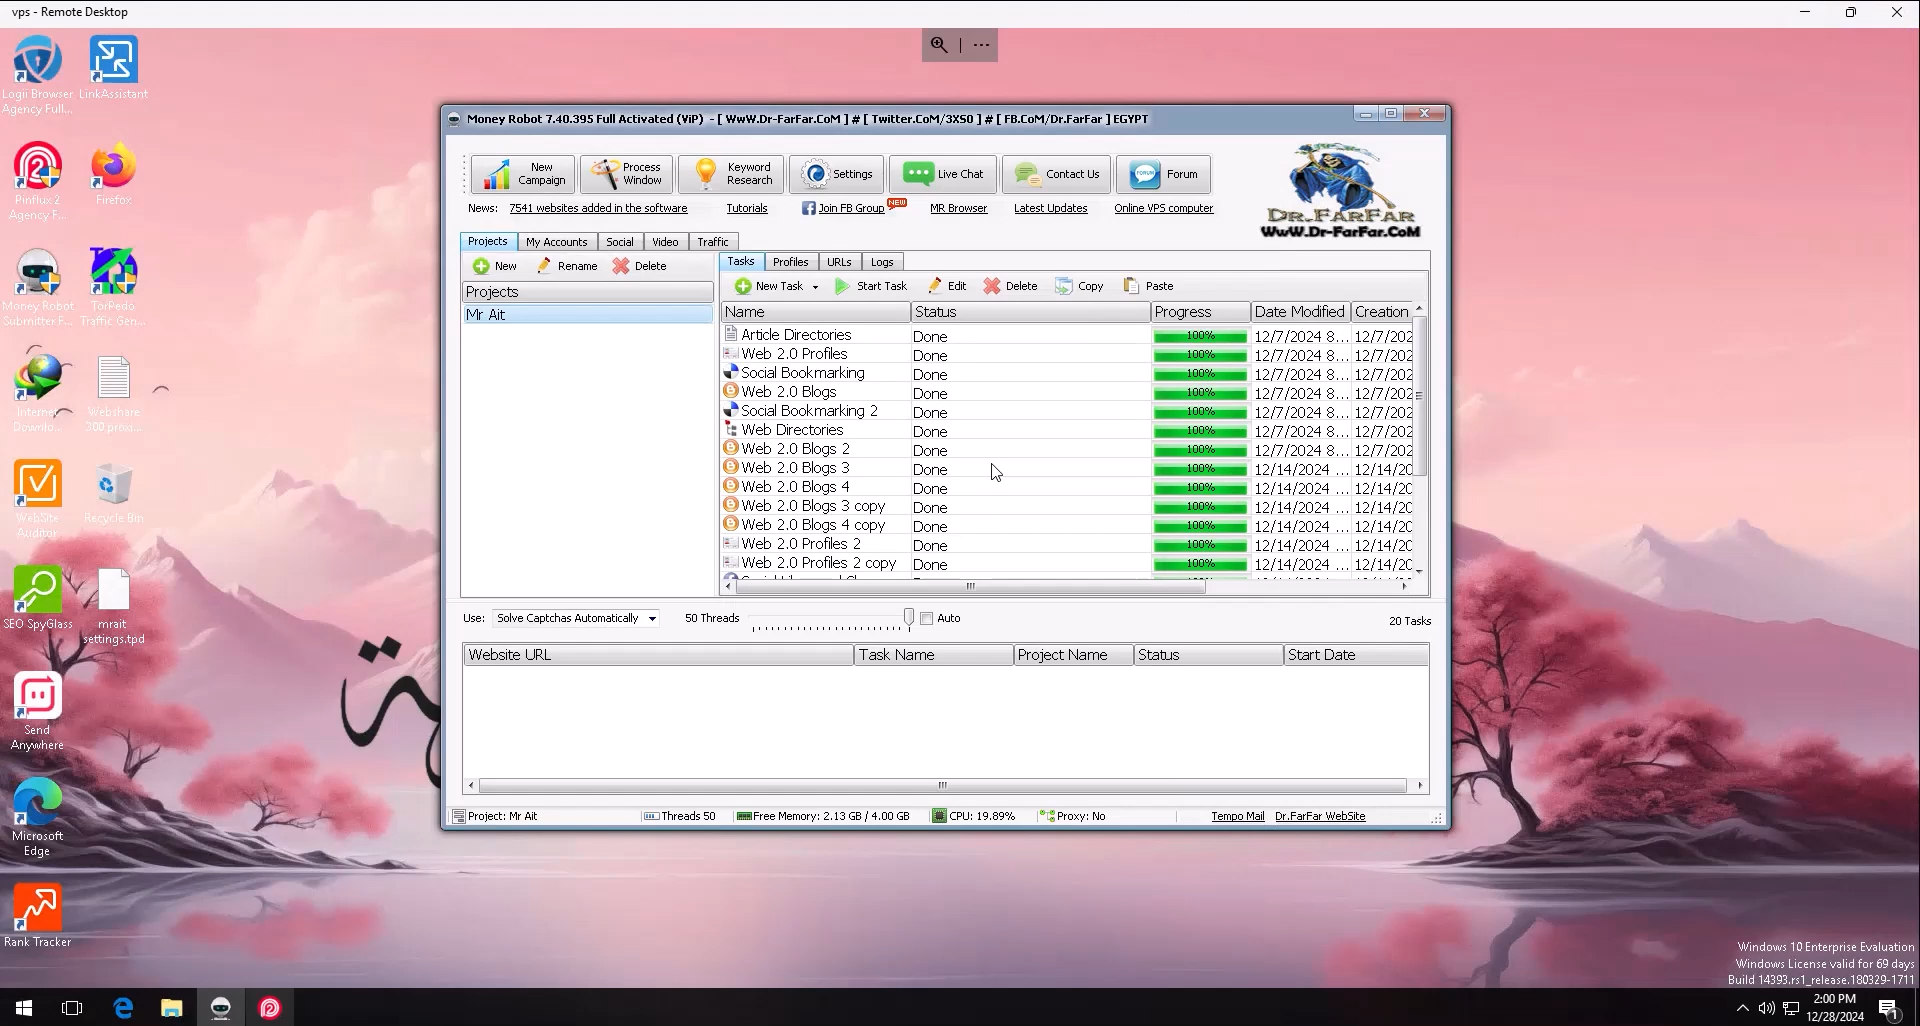 vps - Remote Desktop
Logii Browser
Agency Full...
LinkAssistant
Pinflux 2
Agency F...
Firefox
Money Robot
Submitter F...
TorPedo
Traffic Gen...
Internet
Downlo...
Webshare
300 proxi...
WebSite
Auditor
Recycle Bin
SEO SpyGlass
mrait
settings.tpd
Send
Anywhere
Microsoft
Edge
Rank Tracker
Money Robot 7.40.395 Full Activated (ViP) - [ WwW.Dr-FarFar.CoM ] # [ Twitter.CoM/3XS0 ] # [ FB.CoM/Dr.FarFar ] EGYPT
New Campaign
Process Window
Keyword Research
Settings
Live Chat
Contact Us
FORUM
Forum
DR.FARFAR
WwW.Dr-FarFar.CoM
News: 7541 websites added in the software Tutorials Join FB Group NEW MR Browser Latest Updates Online VPS computer
Projects My Accounts Social Video Traffic
New Rename Delete
Projects
Mr Ait
Tasks Profiles URLs Logs
New Task Start Task Edit Delete Copy Paste
Name Status Progress Date Modified Creation
Article Directories Done 100% 12/7/2024 8... 12/7/202
Web 2.0 Profiles Done 100% 12/7/2024 8... 12/7/202
Social Bookmarking Done 100% 12/7/2024 8... 12/7/202
Web 2.0 Blogs Done 100% 12/7/2024 8... 12/7/202
Social Bookmarking 2 Done 100% 12/7/2024 8... 12/7/202
Web Directories Done 100% 12/7/2024 8... 12/7/202
Web 2.0 Blogs 2 Done 100% 12/7/2024 8... 12/7/202
Web 2.0 Blogs 3 Done 100% 12/14/2024 ... 12/14/20
Web 2.0 Blogs 4 Done 100% 12/14/2024 ... 12/14/20
Web 2.0 Blogs 3 copy Done 100% 12/14/2024 ... 12/14/20
Web 2.0 Blogs 4 copy Done 100% 12/14/2024 ... 12/14/20
Web 2.0 Profiles 2 Done 100% 12/14/2024 ... 12/14/20
Web 2.0 Profiles 2 copy Done 100% 12/14/2024 ... 12/14/20
Use: Solve Captchas Automatically 50 Threads Auto 20 Tasks
Website URL Task Name Project Name Status Start Date
Project: Mr Ait Threads 50 Free Memory: 2.13 GB / 4.00 GB CPU: 19.89% Proxy: No Tempo Mail Dr.FarFar WebSite
Windows 10 Enterprise Evaluation
Windows License valid for 69 days
Build 14393.rs1_release.180329-1711
2:00 PM
12/28/2024
1